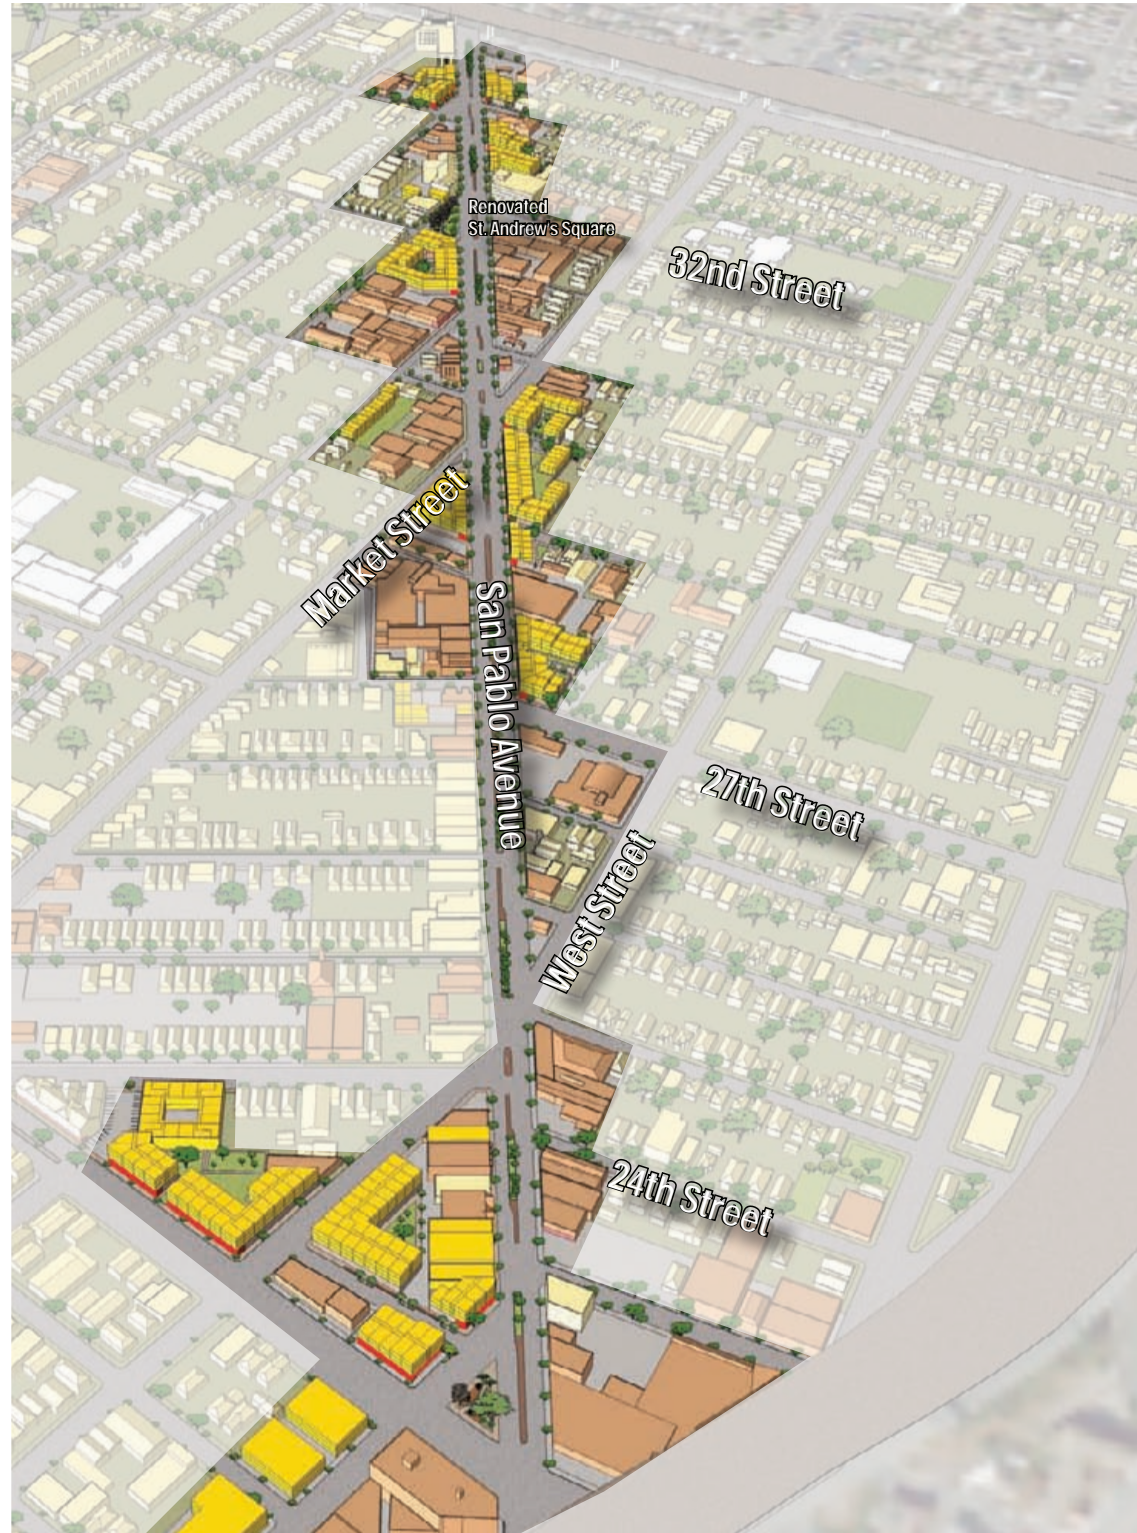 Renovated
St. Andrew's Square
32nd Street
Market Street
San Pablo Avenue
27th Street
West Street
24th Street